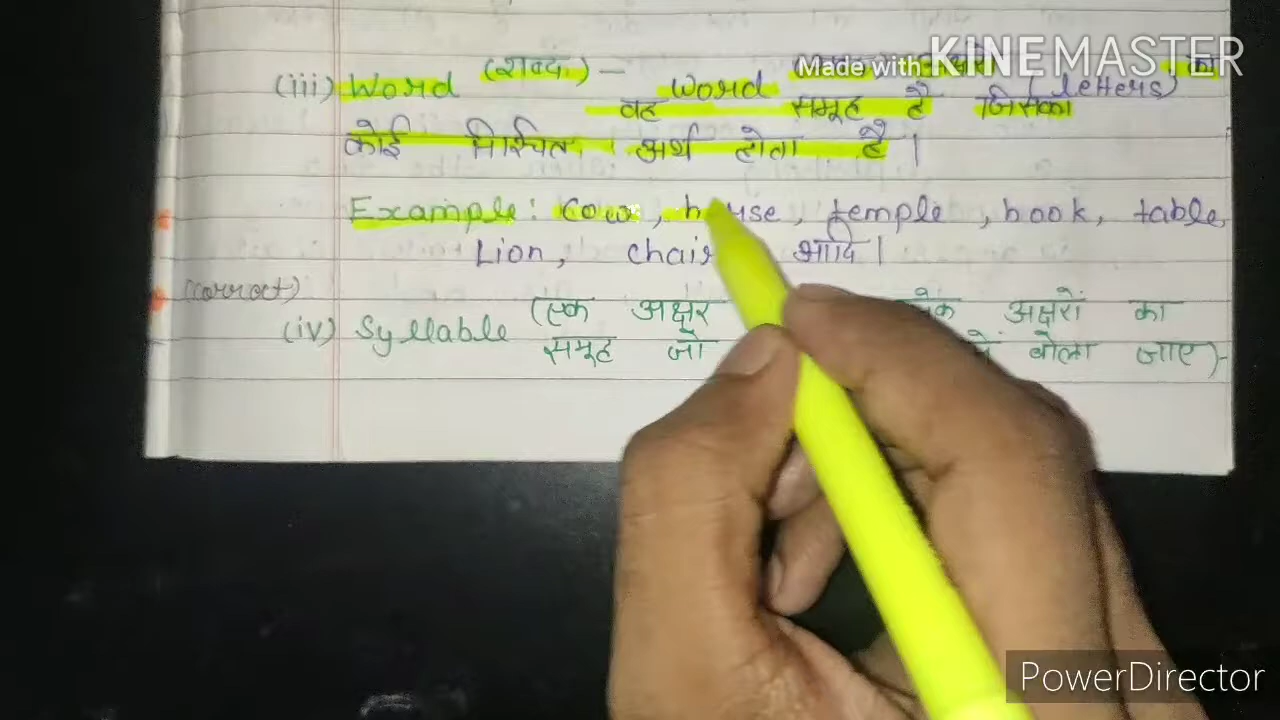 Made with KINEMASTER
(iii) Word (शब्द) – Word letters) का
वह समूह है जिसका
कोई निश्चित अर्थ होता है |
Example: Cow, house, temple, book, table,
Lion, chair आदि |
(correct)
(iv) Syllable (एक अक्षर अक्षरों का
समूह जो में बोला जाए)-
PowerDirector